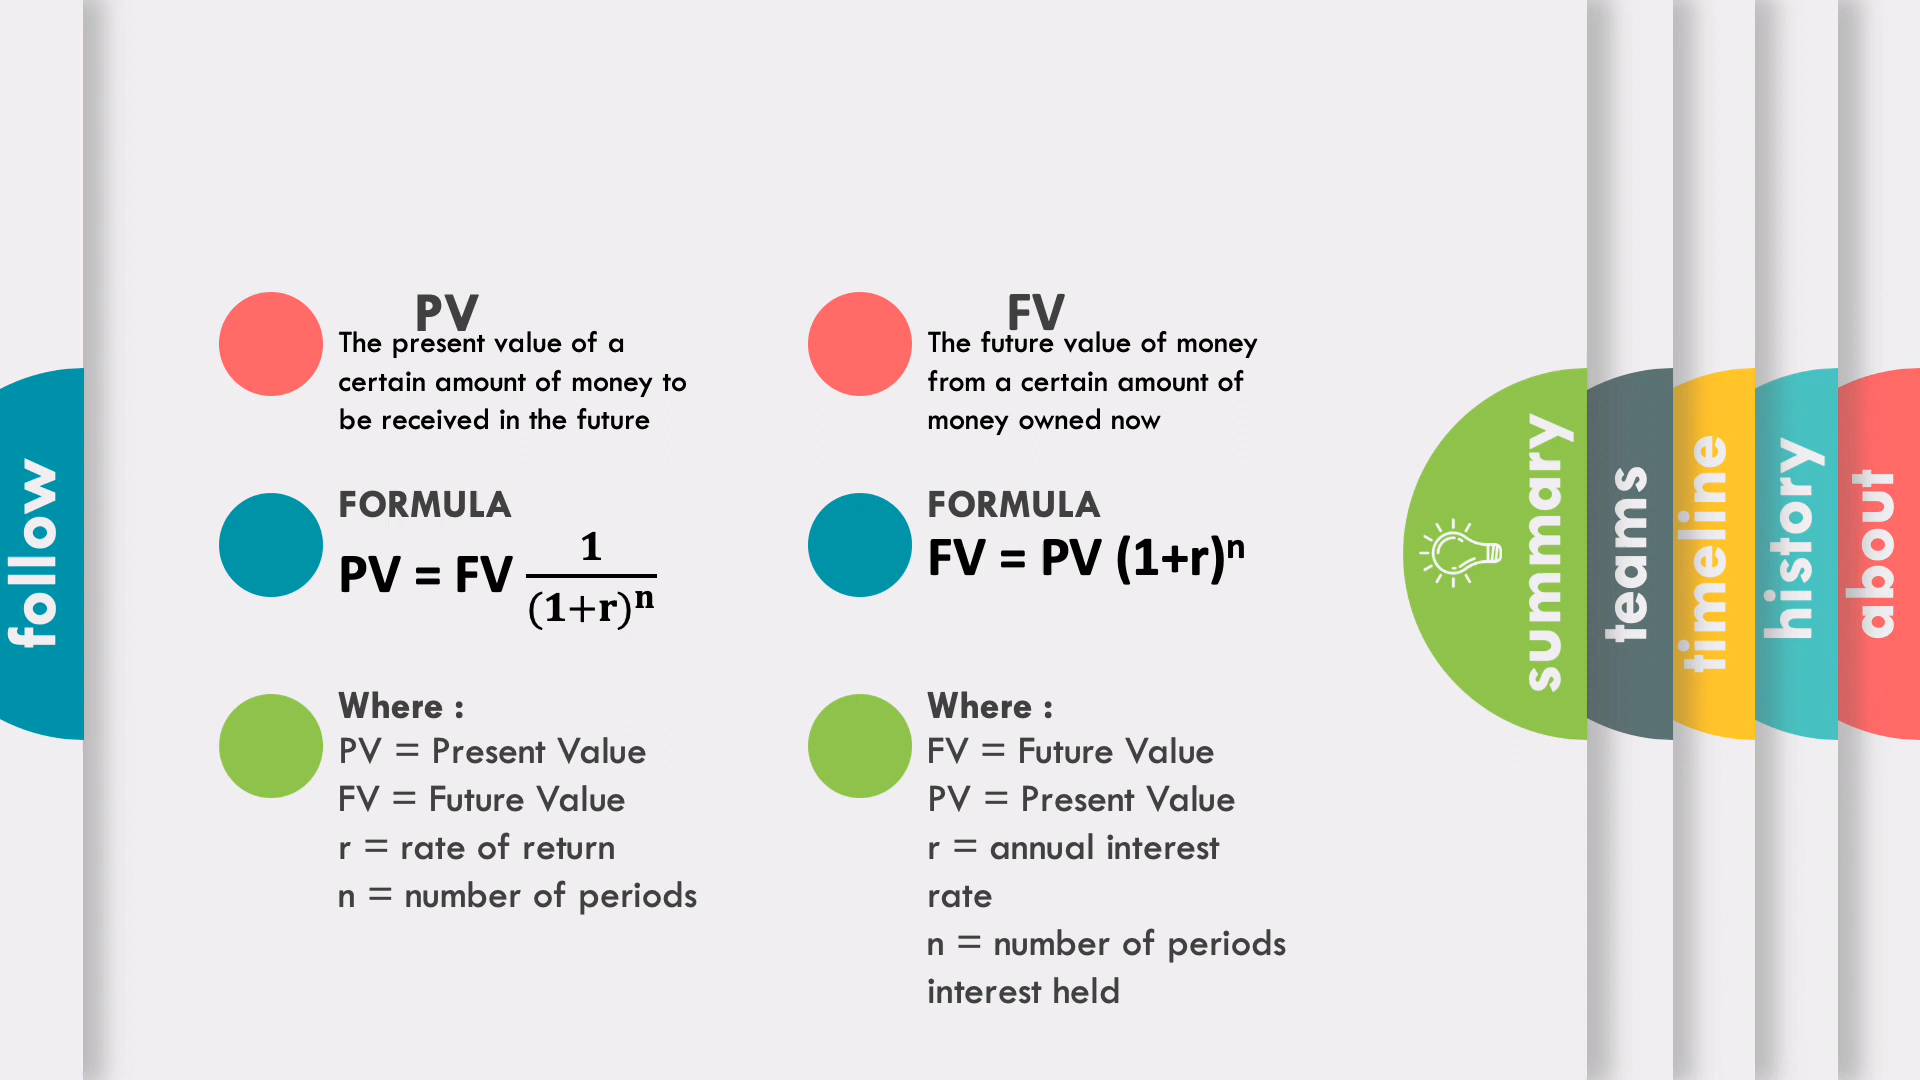 follow
PV
The present value of a
certain amount of money to
be received in the future
FORMULA
PV = FV 1/(1+r)ⁿ
Where :
PV = Present Value
FV = Future Value
r = rate of return
n = number of periods
FV
The future value of money
from a certain amount of
money owned now
FORMULA
FV = PV (1+r)ⁿ
Where :
FV = Future Value
PV = Present Value
r = annual interest
rate
n = number of periods
interest held
summary
teams
timeline
history
about